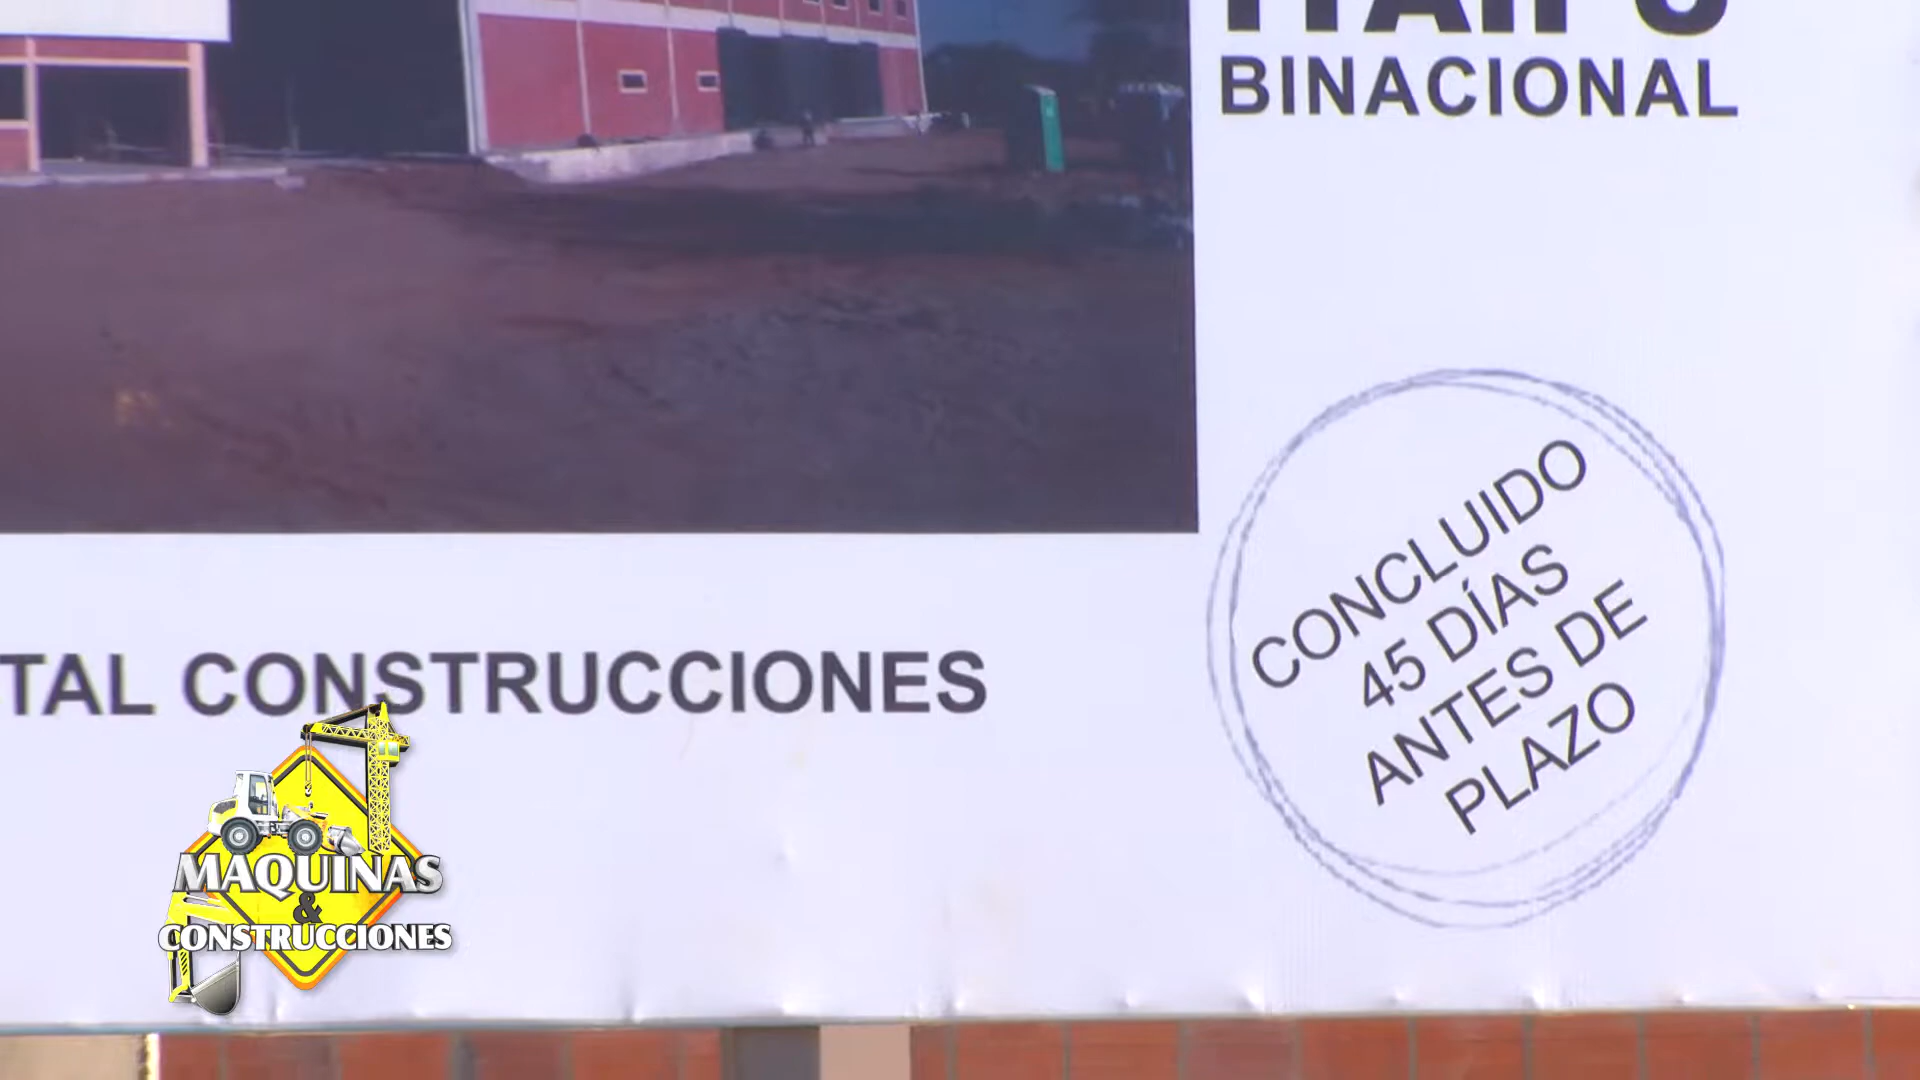 BINACIONAL
CONCLUIDO
45 DÍAS
ANTES DE
PLAZO
TAL CONSTRUCCIONES
MAQUINAS
&
CONSTRUCCIONES